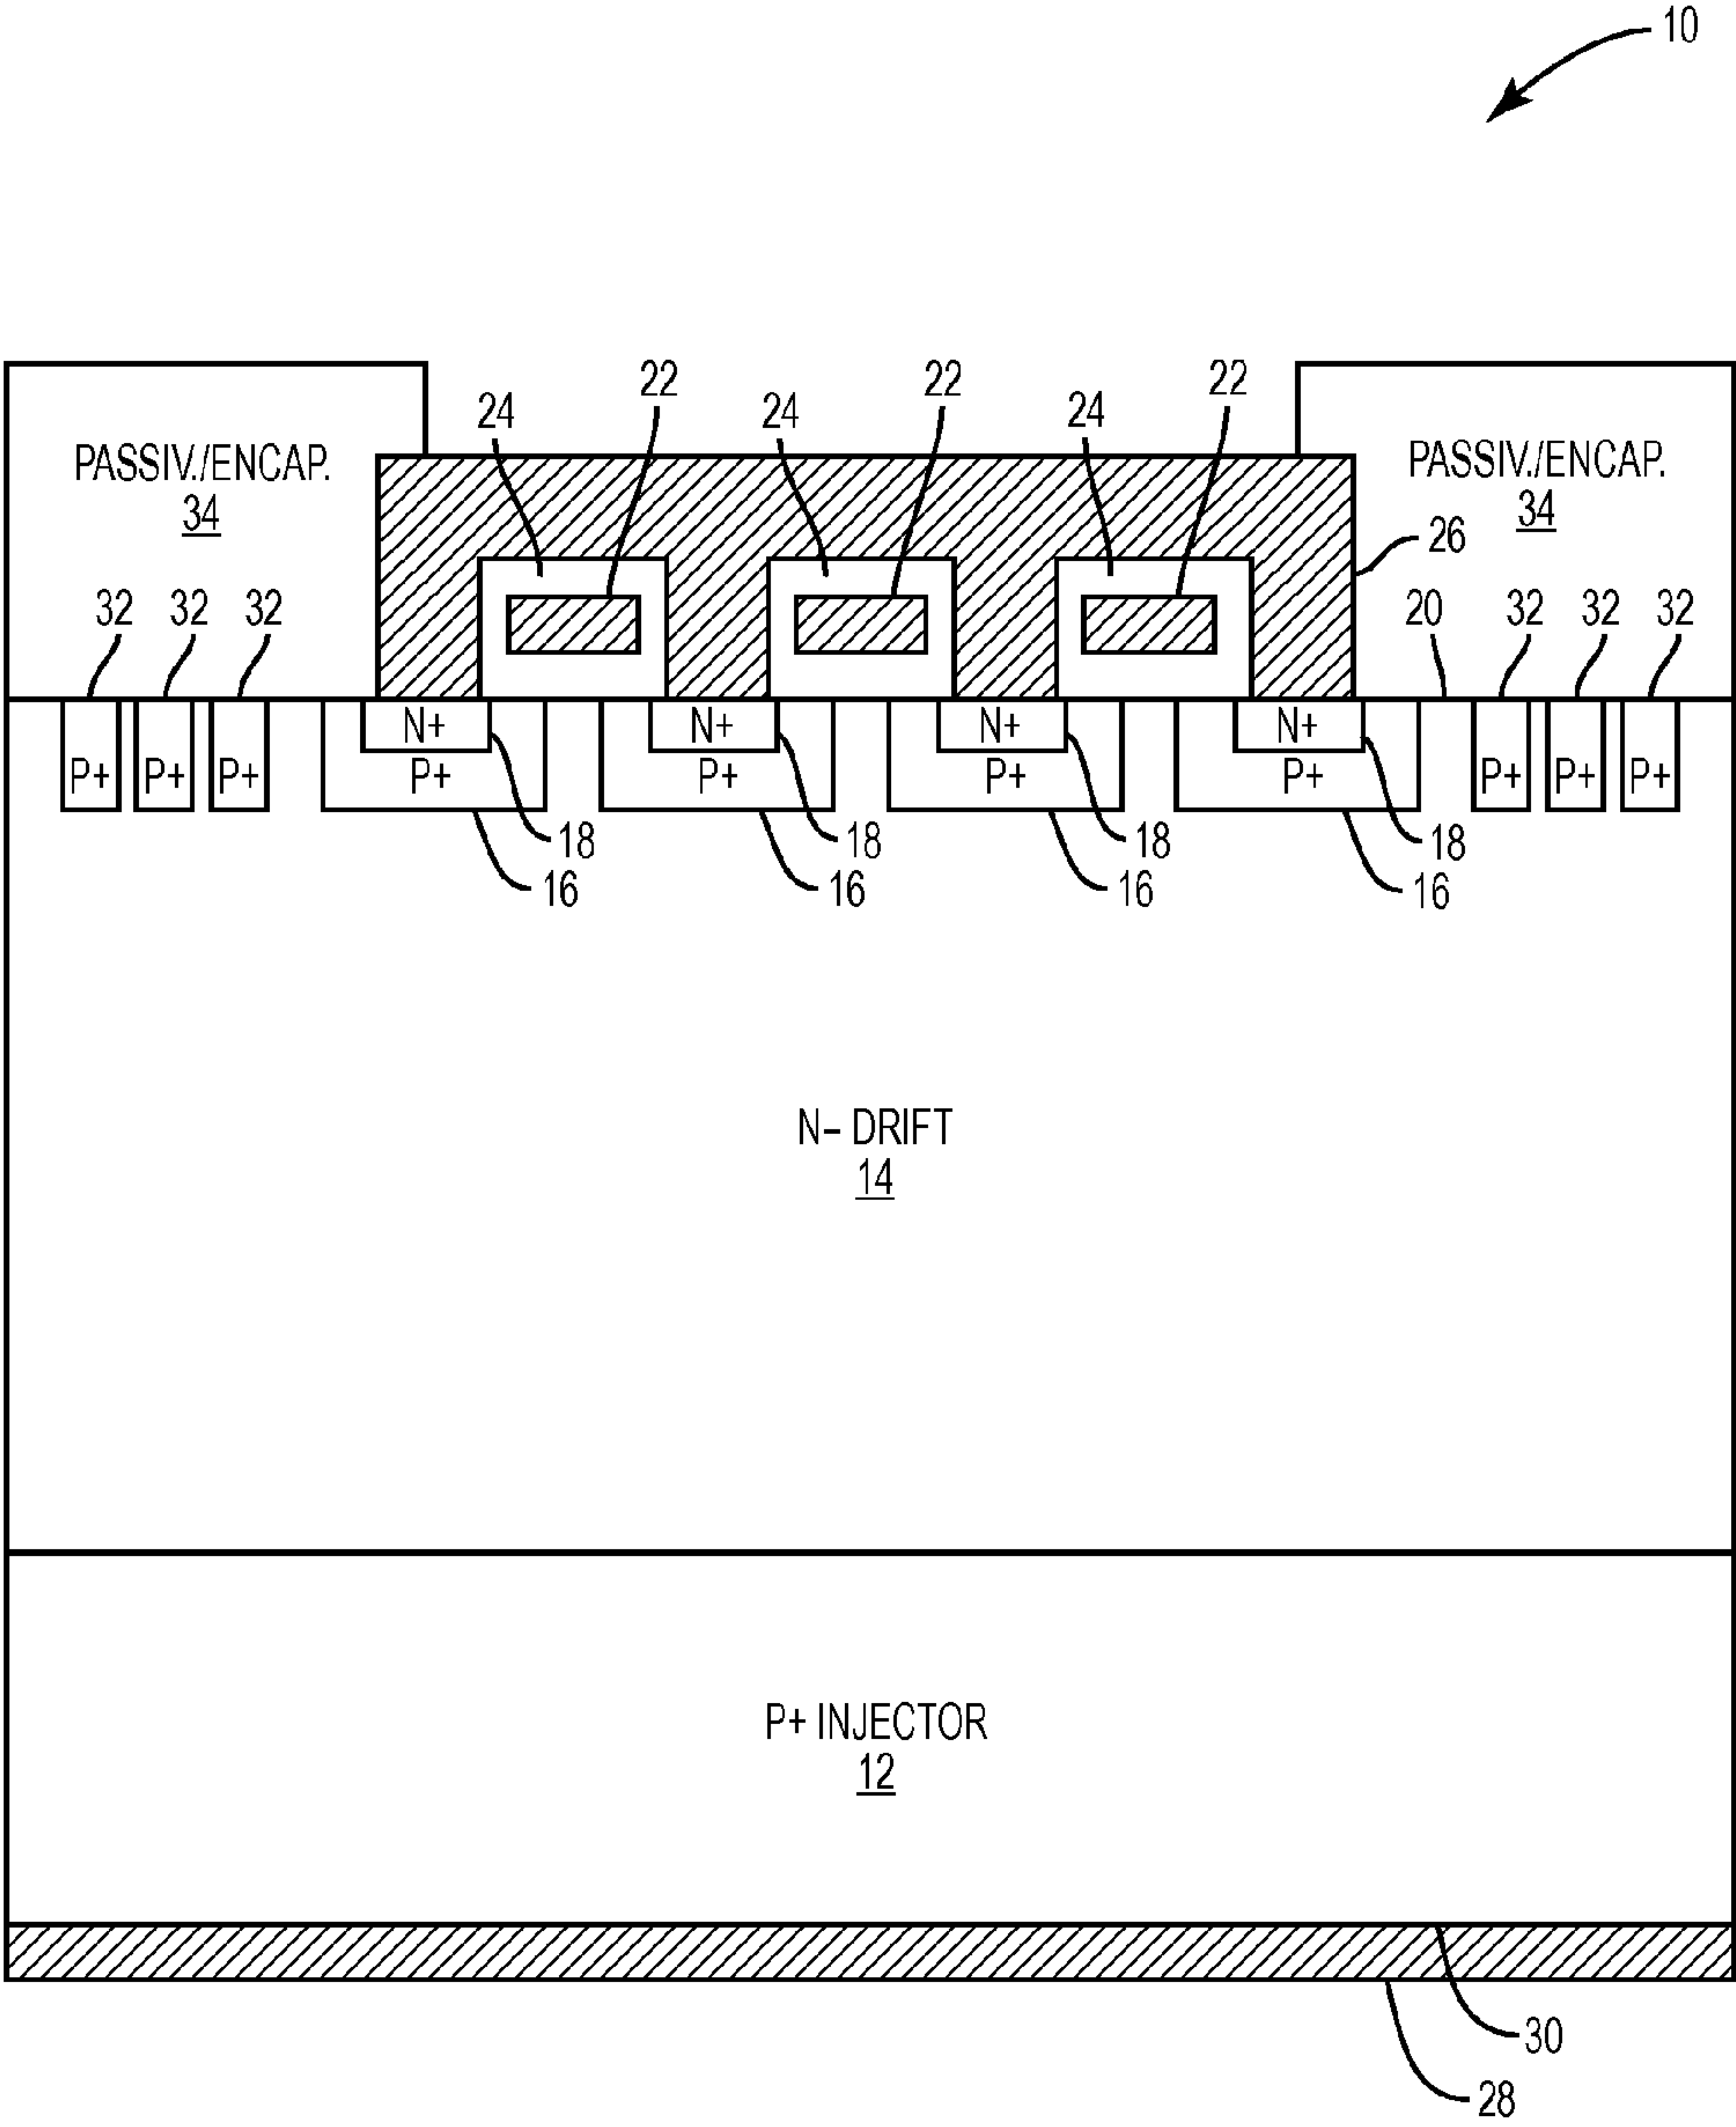 10
22 22 22
24 24 24
PASSIV./ENCAP. PASSIV./ENCAP.
34 34
26
32 32 32 20 32 32 32
N+ N+ N+ N+
P+ P+ P+ P+ P+ P+ P+ P+ P+ P+
18 18 18 18
16 16 16 16
N– DRIFT
14
P+ INJECTOR
12
30
28